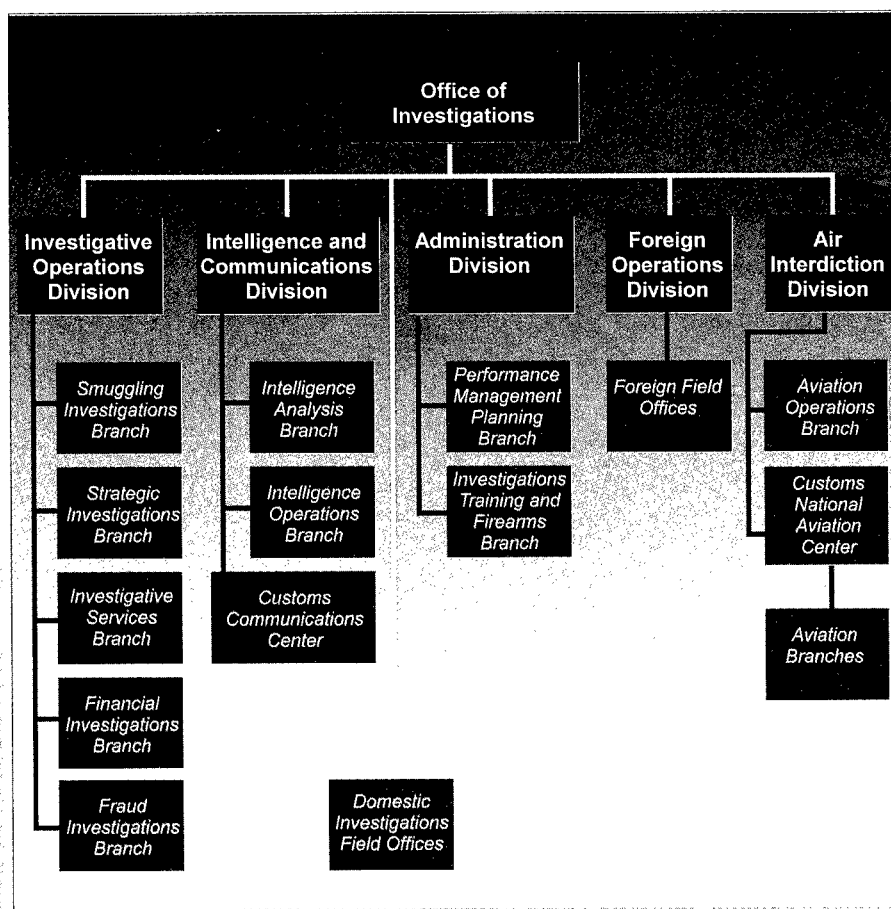 Office of
Investigations
Investigative
Operations
Division
Intelligence and
Communications
Division
Administration
Division
Foreign
Operations
Division
Air
Interdiction
Division
Smuggling
Investigations
Branch
Strategic
Investigations
Branch
Investigative
Services
Branch
Financial
Investigations
Branch
Fraud
Investigations
Branch
Intelligence
Analysis
Branch
Intelligence
Operations
Branch
Customs
Communications
Center
Domestic
Investigations
Field Offices
Performance
Management
Planning
Branch
Investigations
Training and
Firearms
Branch
Foreign Field
Offices
Aviation
Operations
Branch
Customs
National
Aviation
Center
Aviation
Branches